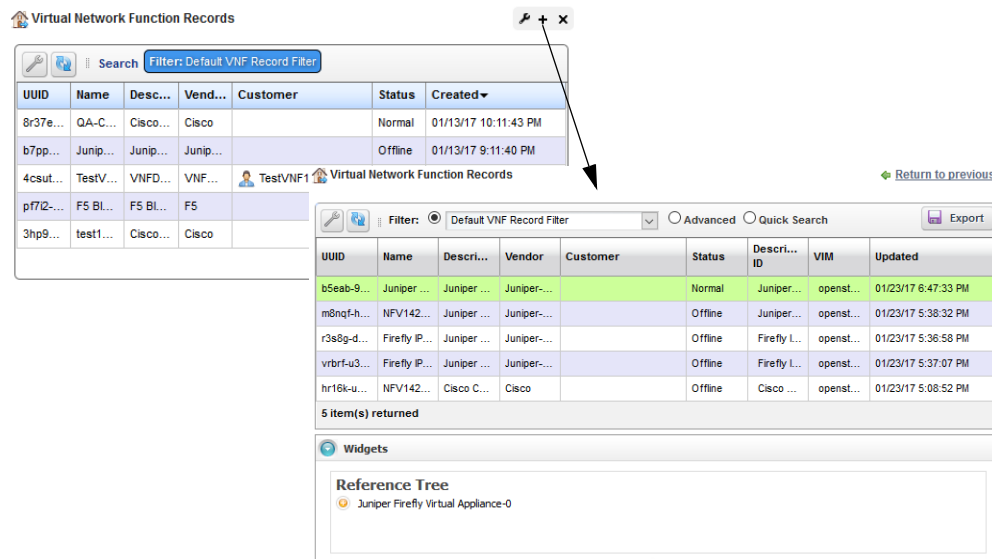 Virtual Network Function Records
Search Filter: Default VNF Record Filter
UUID Name Desc... Vend... Customer Status Created
8r37e... QA-C... Cisco... Cisco Normal 01/13/17 10:11:43 PM
b7pp... Junip... Junip... Junip... Offline 01/13/17 9:11:40 PM
4csut... TestV... VNFD... VNF... TestVNF1
pf7i2-... F5 BI... F5 BI... F5
3hp9... test1... Cisco... Cisco
Virtual Network Function Records Return to previous
Filter: Default VNF Record Filter Advanced Quick Search Export
UUID Name Descri... Vendor Customer Status Descri... ID VIM Updated
b5eab-9... Juniper ... Juniper ... Juniper-... Normal Juniper... openst... 01/23/17 6:47:33 PM
m8nqf-h... NFV142... Juniper ... Juniper-... Offline Juniper... openst... 01/23/17 5:38:32 PM
r3s8g-d... Firefly IP... Juniper ... Juniper-... Offline Firefly I... openst... 01/23/17 5:36:58 PM
vrbrf-u3... Firefly IP... Juniper ... Juniper-... Offline Firefly I... openst... 01/23/17 5:37:07 PM
hr16k-u... NFV142... Cisco C... Cisco Offline Cisco ... openst... 01/23/17 5:08:52 PM
5 item(s) returned
Widgets
Reference Tree
Juniper Firefly Virtual Appliance-0